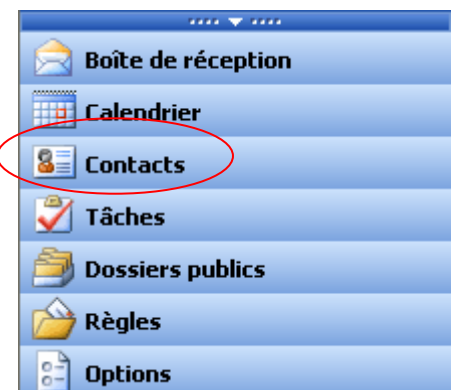 Boîte de réception
Calendrier
Contacts
Tâches
Dossiers publics
Règles
Options